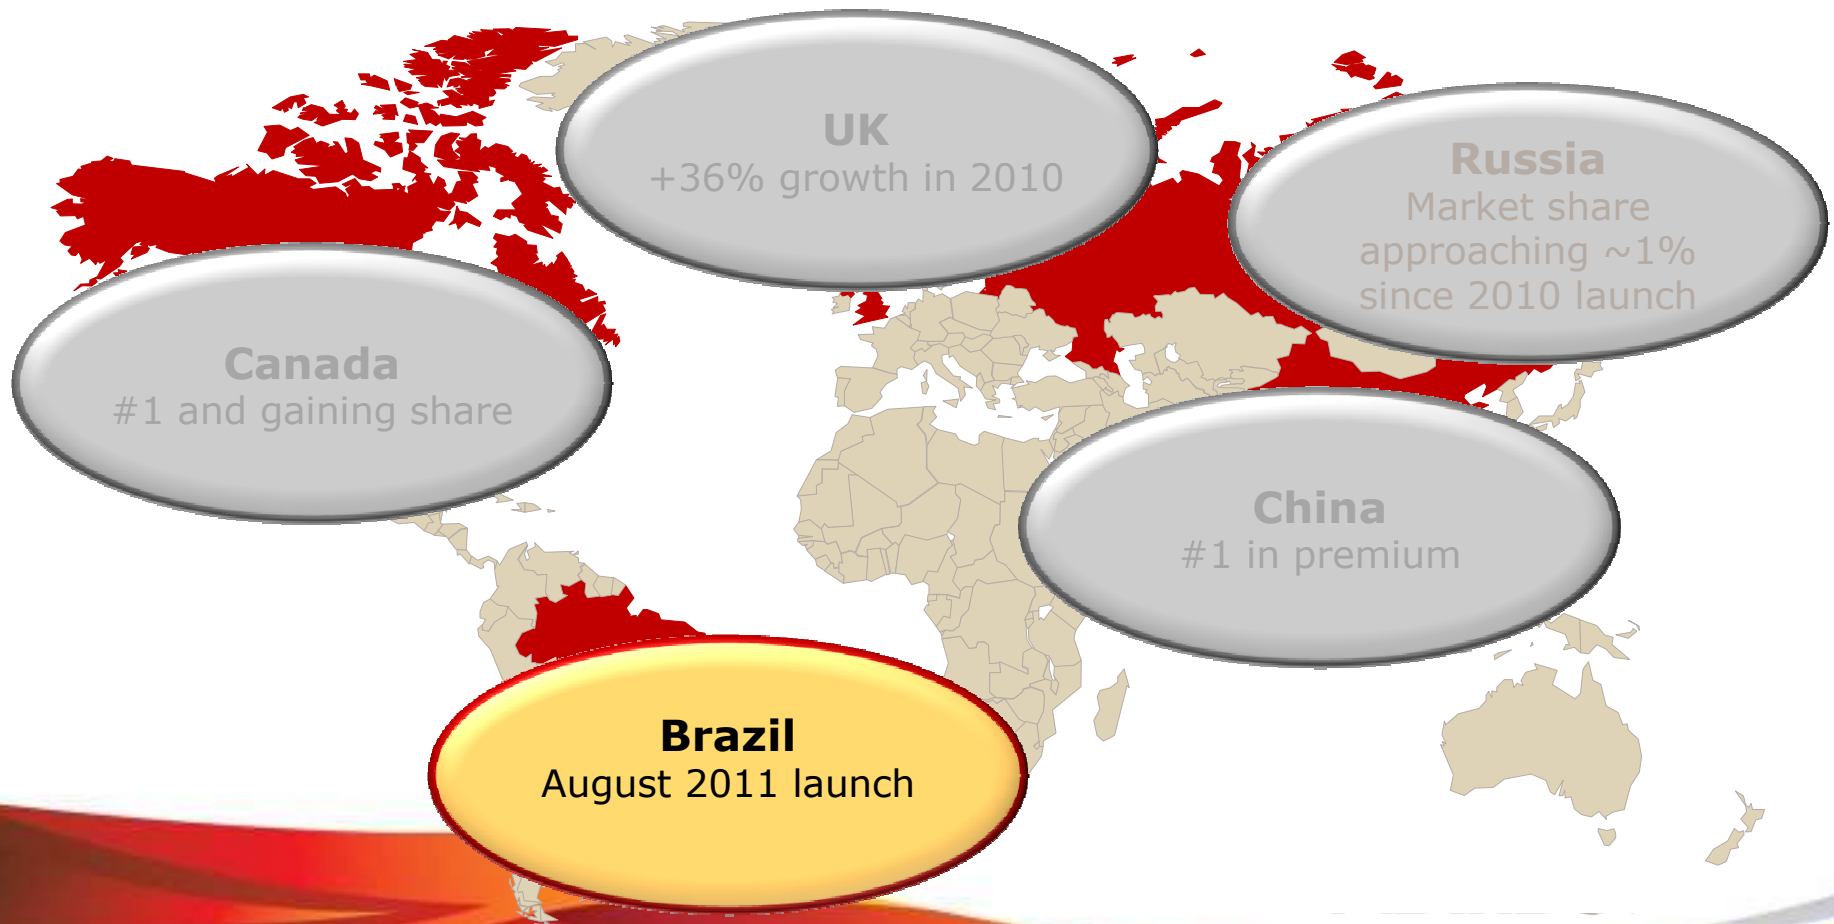 UK
+36% growth in 2010
Russia
Market share
approaching ~1%
since 2010 launch
Canada
#1 and gaining share
China
#1 in premium
Brazil
August 2011 launch